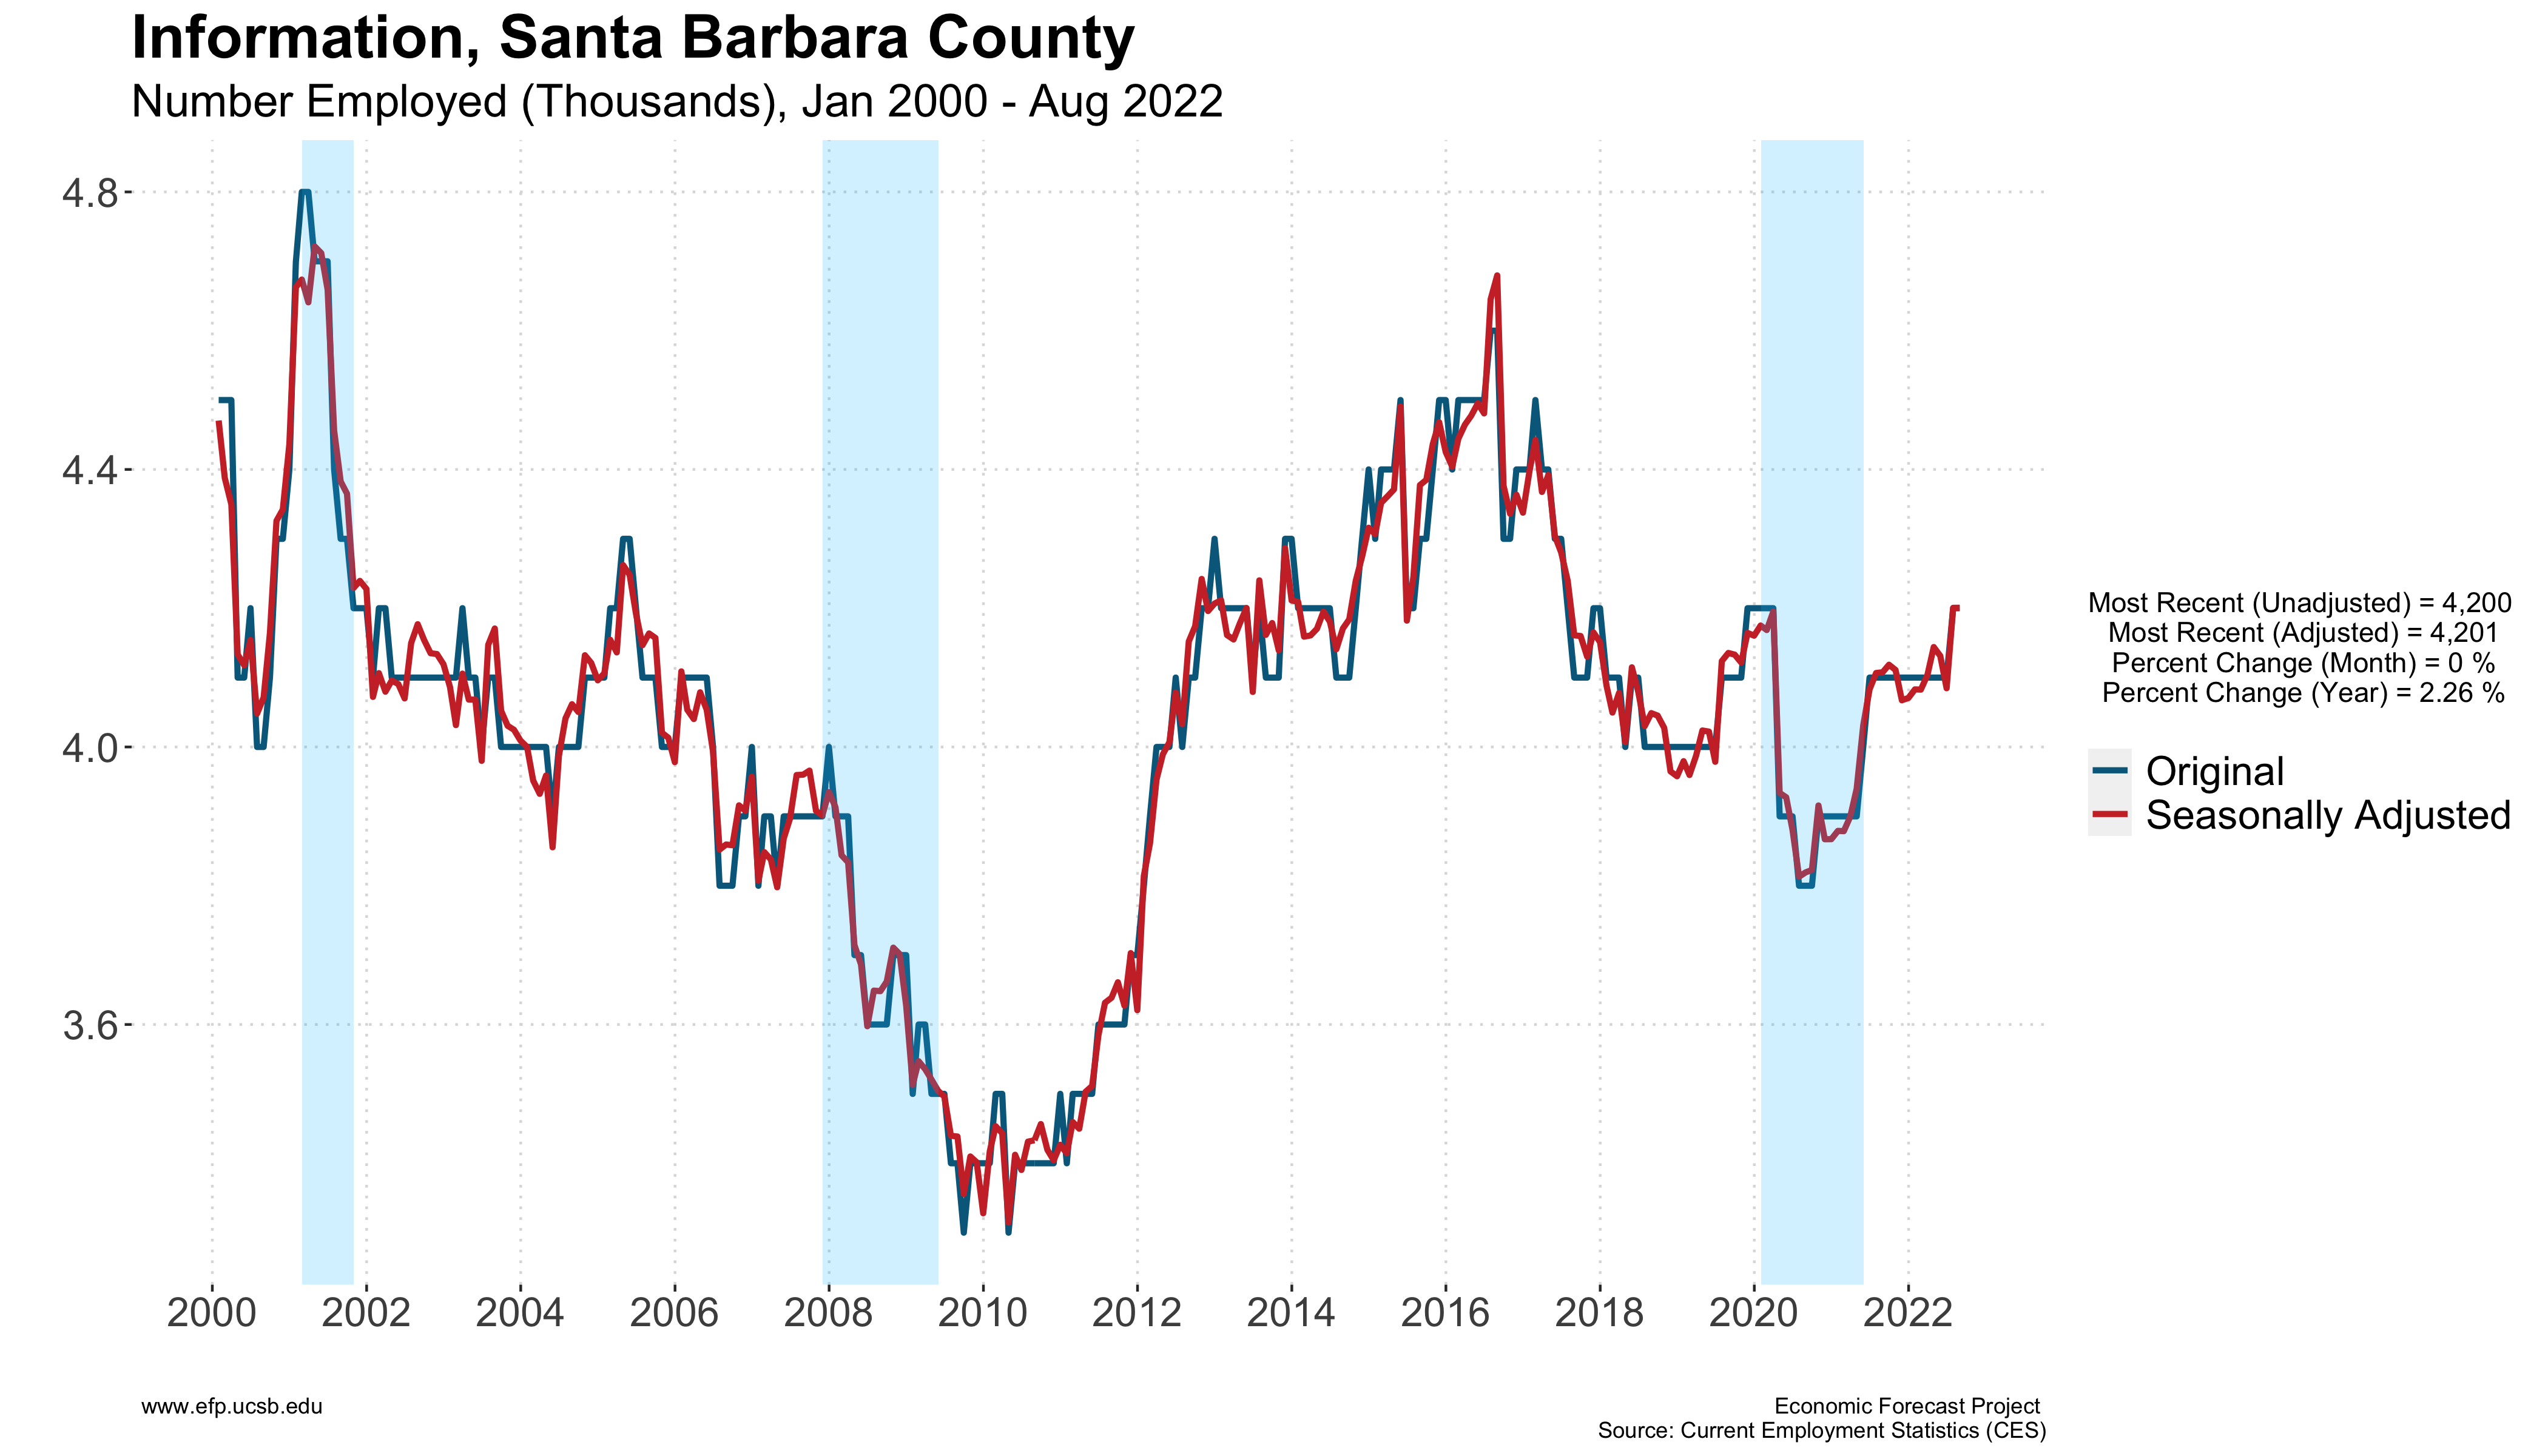 Information, Santa Barbara County
Number Employed (Thousands), Jan 2000 - Aug 2022
4.8
4.4
4.0
3.6
2000 2002 2004 2006 2008 2010 2012 2014 2016 2018 2020 2022
Most Recent (Unadjusted) = 4,200
Most Recent (Adjusted) = 4,201
Percent Change (Month) = 0 %
Percent Change (Year) = 2.26 %
Original
Seasonally Adjusted
www.efp.ucsb.edu
Economic Forecast Project
Source: Current Employment Statistics (CES)